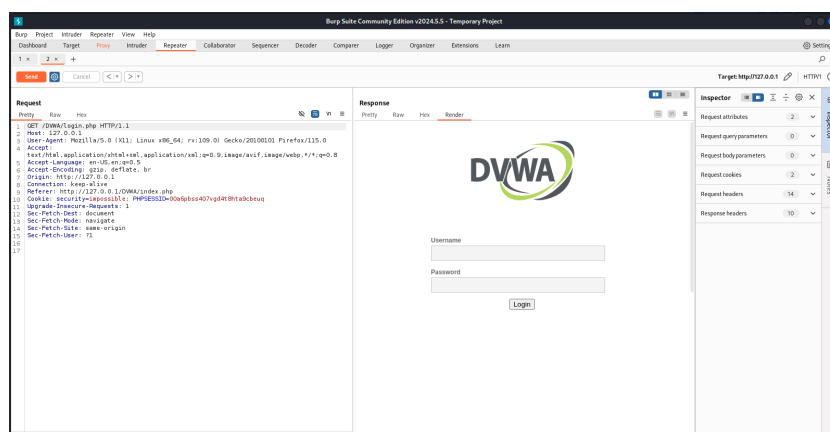 Burp Suite Community Edition v2024.5.5 - Temporary Project
Burp Project Intruder Repeater View Help
Dashboard Target Proxy Intruder Repeater Collaborator Sequencer Decoder Comparer Logger Organizer Extensions Learn Setting
1 × 2 × +
Send Cancel < > Target: http://127.0.0.1 HTTP/1
Request
Pretty Raw Hex
1 GET /DVWA/login.php HTTP/1.1
2 Host: 127.0.0.1
3 User-Agent: Mozilla/5.0 (X11; Linux x86_64; rv:109.0) Gecko/20100101 Firefox/115.0
4 Accept:
text/html,application/xhtml+xml,application/xml;q=0.9,image/avif,image/webp,*/*;q=0.8
5 Accept-Language: en-US,en;q=0.5
6 Accept-Encoding: gzip, deflate, br
7 Origin: http://127.0.0.1
8 Connection: keep-alive
9 Referer: http://127.0.0.1/DVWA/index.php
10 Cookie: security=impossible; PHPSESSID=00m6pbss407vgd4t8hta9cbeuq
11 Upgrade-Insecure-Requests: 1
12 Sec-Fetch-Dest: document
13 Sec-Fetch-Mode: navigate
14 Sec-Fetch-Site: same-origin
15 Sec-Fetch-User: ?1
16
17
Response
Pretty Raw Hex Render
DVWA
Username
Password
Login
Inspector
Request attributes 2
Request query parameters 0
Request body parameters 0
Request cookies 2
Request headers 14
Response headers 10
Inspector
Notes